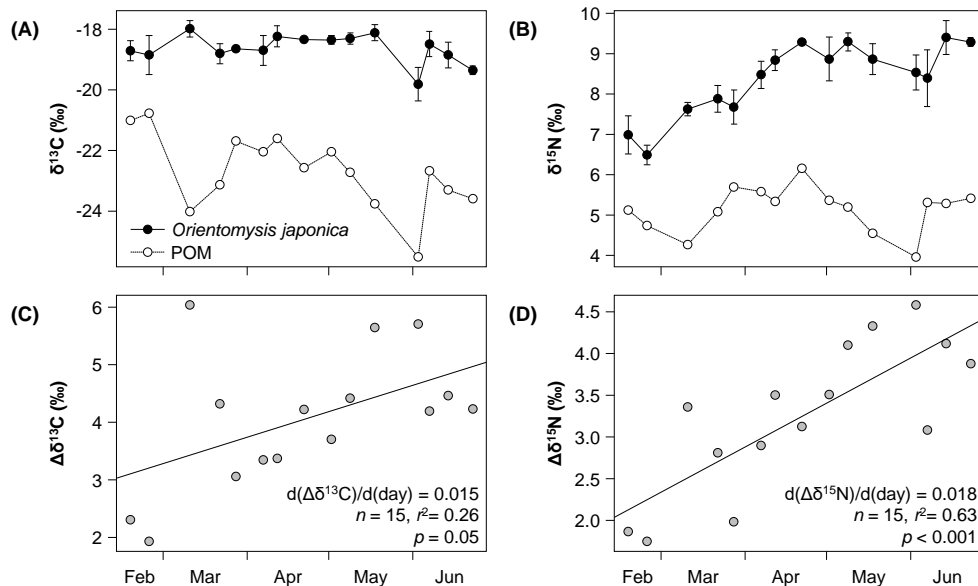 (A)
-18
-20
-22
-24
δ¹³C (‰)
Orientomysis japonica
POM
(B)
10
9
8
7
6
5
4
δ¹⁵N (‰)
(C)
6
5
4
3
2
Δδ¹³C (‰)
d(Δδ¹³C)/d(day) = 0.015
n = 15, r²= 0.26
p = 0.05
Feb Mar Apr May Jun
(D)
4.5
4.0
3.5
3.0
2.5
2.0
Δδ¹⁵N (‰)
d(Δδ¹⁵N)/d(day) = 0.018
n = 15, r²= 0.63
p < 0.001
Feb Mar Apr May Jun